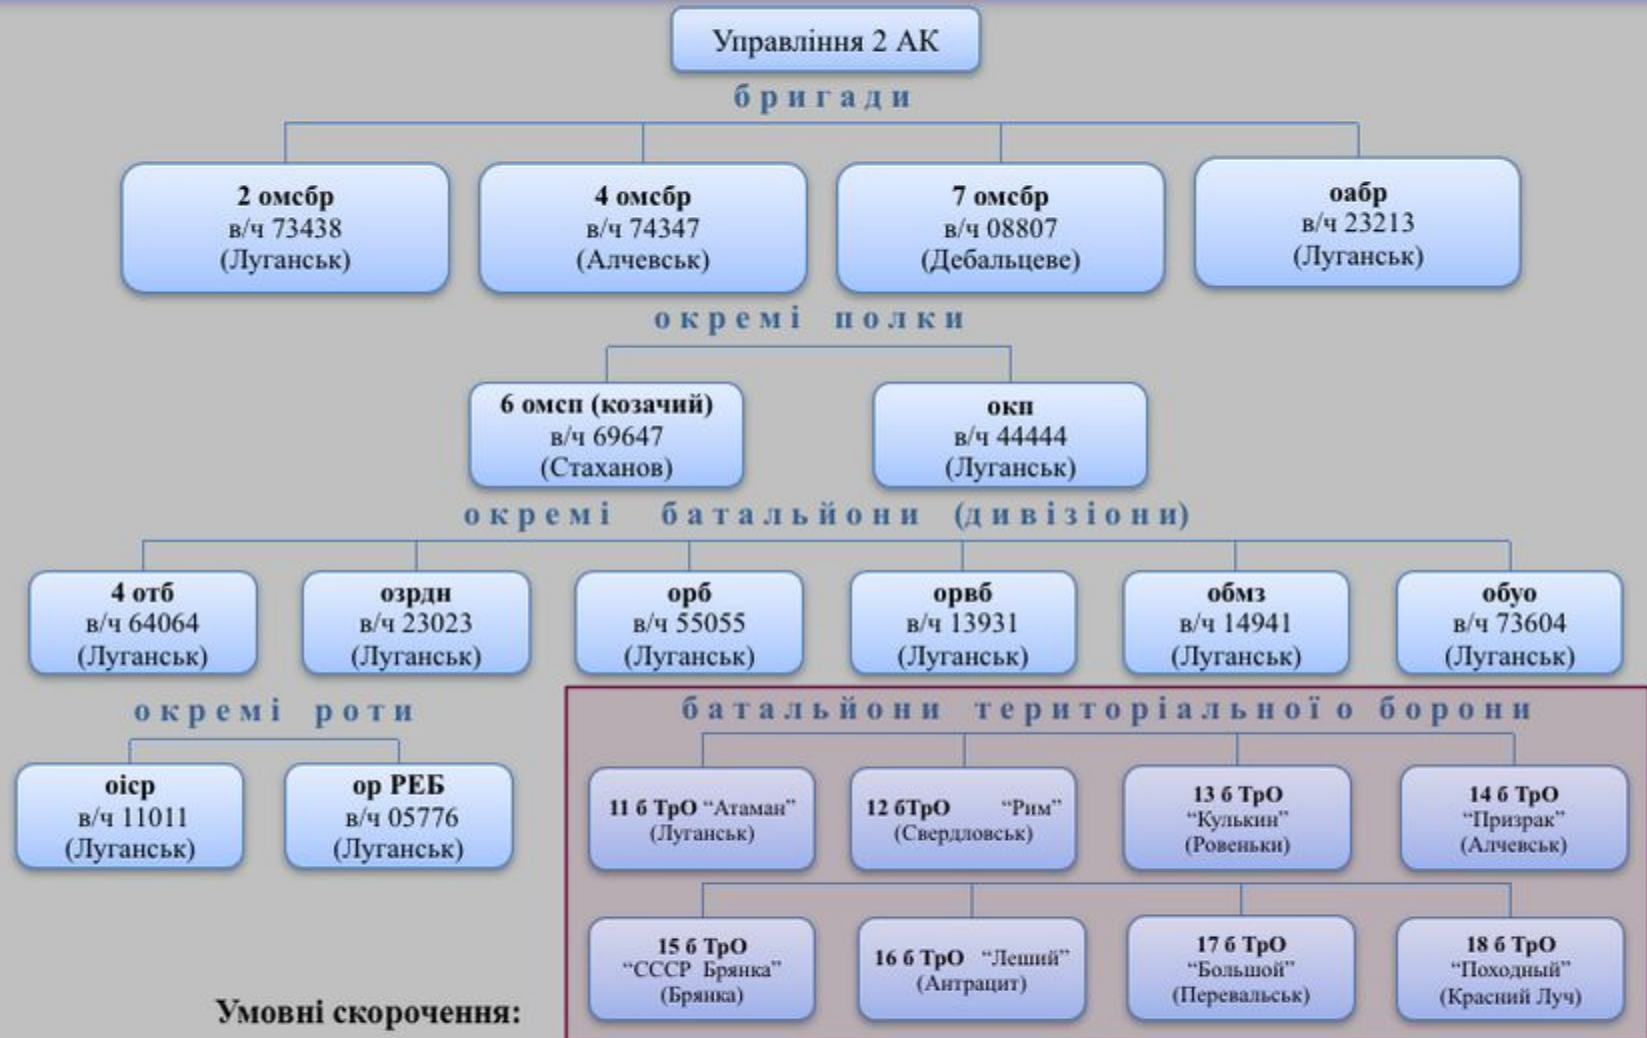 Управління 2 АК
бригади
2 омсбр
в/ч 73438
(Луганськ)
4 омсбр
в/ч 74347
(Алчевськ)
7 омсбр
в/ч 08807
(Дебальцеве)
оабр
в/ч 23213
(Луганськ)
окремі полки
6 омсп (козачий)
в/ч 69647
(Стаханов)
окп
в/ч 44444
(Луганськ)
окремі батальйони (дивізіони)
4 отб
в/ч 64064
(Луганськ)
озрдн
в/ч 23023
(Луганськ)
орб
в/ч 55055
(Луганськ)
орвб
в/ч 13931
(Луганськ)
обмз
в/ч 14941
(Луганськ)
обуо
в/ч 73604
(Луганськ)
окремі роти
оіср
в/ч 11011
(Луганськ)
ор РЕБ
в/ч 05776
(Луганськ)
батальйони територіальної о борони
11 б ТрО “Атаман”
(Луганськ)
12 бТрО “Рим”
(Свердловськ)
13 б ТрО
“Кулькин”
(Ровеньки)
14 б ТрО
“Призрак”
(Алчевськ)
15 б ТрО
“СССР Брянка”
(Брянка)
16 б ТрО “Леший”
(Антрацит)
17 б ТрО
“Большой”
(Перевальськ)
18 б ТрО
“Походный”
(Красний Луч)
Умовні скорочення: